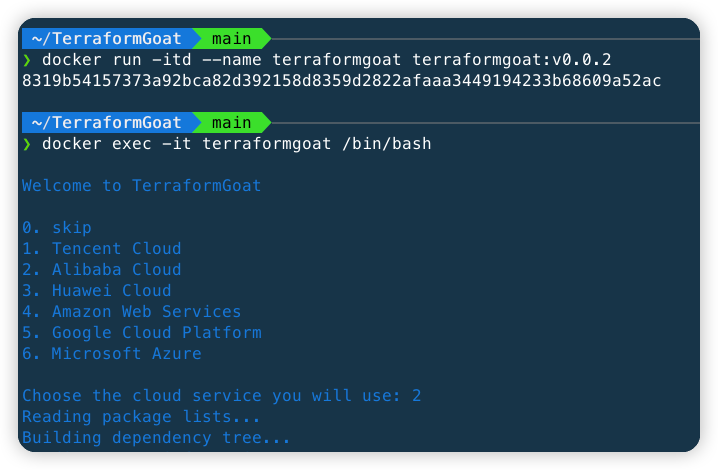 ~/TerraformGoat main
❯ docker run -itd --name terraformgoat terraformgoat:v0.0.2
8319b54157373a92bca82d392158d8359d2822afaaa3449194233b68609a52ac
~/TerraformGoat main
❯ docker exec -it terraformgoat /bin/bash
Welcome to TerraformGoat
0. skip
1. Tencent Cloud
2. Alibaba Cloud
3. Huawei Cloud
4. Amazon Web Services
5. Google Cloud Platform
6. Microsoft Azure
Choose the cloud service you will use: 2
Reading package lists...
Building dependency tree...